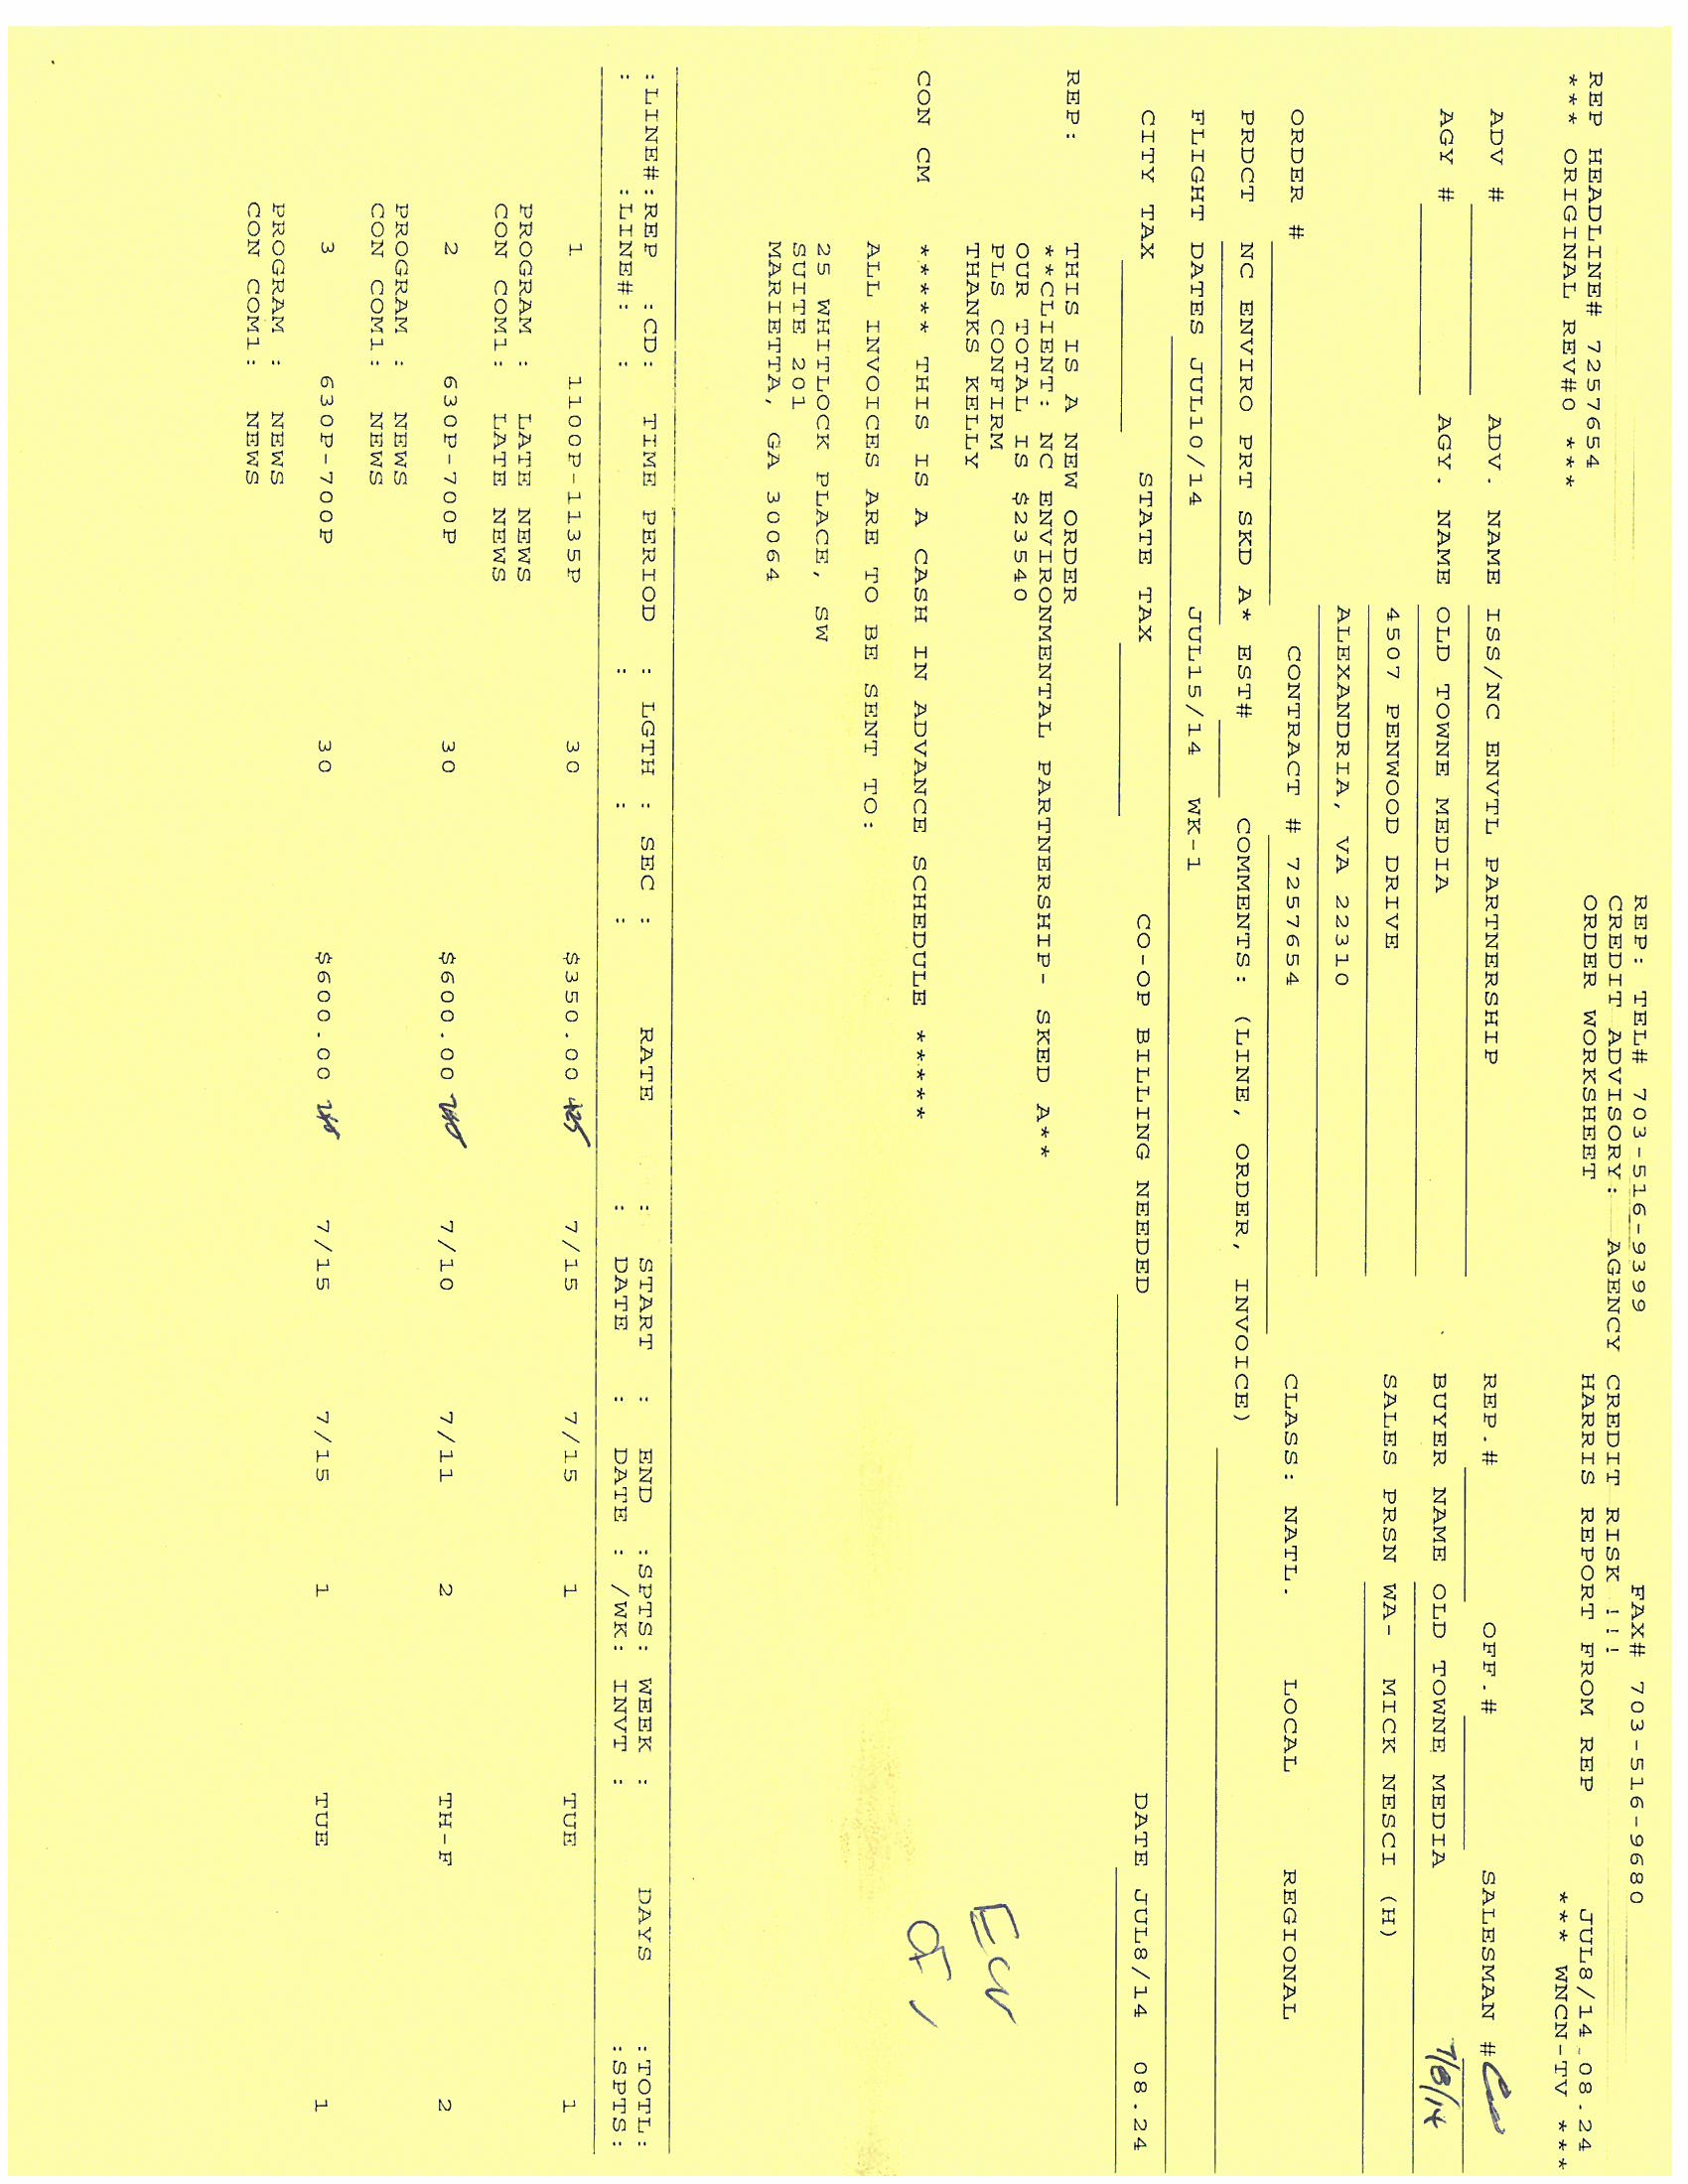 REP: TEL# 703-516-9399 FAX# 703-516-9680
CREDIT ADVISORY: AGENCY CREDIT RISK !!!
REP HEADLINE# 7257654 ORDER WORKSHEET HARRIS REPORT FROM REP JUL8/14 08.24
*** ORIGINAL REV#0 *** *** WNCN-TV ***
ADV # ADV. NAME ISS/NC ENVTL PARTNERSHIP REP.# OFF.# SALESMAN #
AGY # AGY. NAME OLD TOWNE MEDIA BUYER NAME OLD TOWNE MEDIA 7/8/14
4507 PENWOOD DRIVE SALES PRSN WA- MICK NESCI (H)
ALEXANDRIA, VA 22310
ORDER # CONTRACT # 7257654 CLASS: NATL. LOCAL REGIONAL
PRDCT NC ENVIRO PRT SKD A* EST# COMMENTS: (LINE, ORDER, INVOICE)
FLIGHT DATES JUL10/14 JUL15/14 WK-1
CITY TAX STATE TAX CO-OP BILLING NEEDED DATE JUL8/14 08.24
REP: THIS IS A NEW ORDER
**CLIENT: NC ENVIRONMENTAL PARTNERSHIP- SKED A**
OUR TOTAL IS $23540
PLS CONFIRM
THANKS KELLY
CON CM ***** THIS IS A CASH IN ADVANCE SCHEDULE *****
ALL INVOICES ARE TO BE SENT TO:
25 WHITLOCK PLACE, SW
SUITE 201
MARIETTA, GA 30064
:LINE#:REP :CD: TIME PERIOD : LGTH : SEC : RATE : START : END :SPTS: WEEK : DAYS :TOTL:
: :LINE#: : : : : : DATE : DATE : /WK: INVT : :SPTS:
1 1100P-1135P 30 $350.00 425 7/15 7/15 1 TUE 1
PROGRAM : LATE NEWS
CON COM1: LATE NEWS
2 630P-700P 30 $600.00 7/10 7/11 2 TH-F 2
PROGRAM : NEWS
CON COM1: NEWS
3 630P-700P 30 $600.00 7/15 7/15 1 TUE 1
PROGRAM : NEWS
CON COM1: NEWS